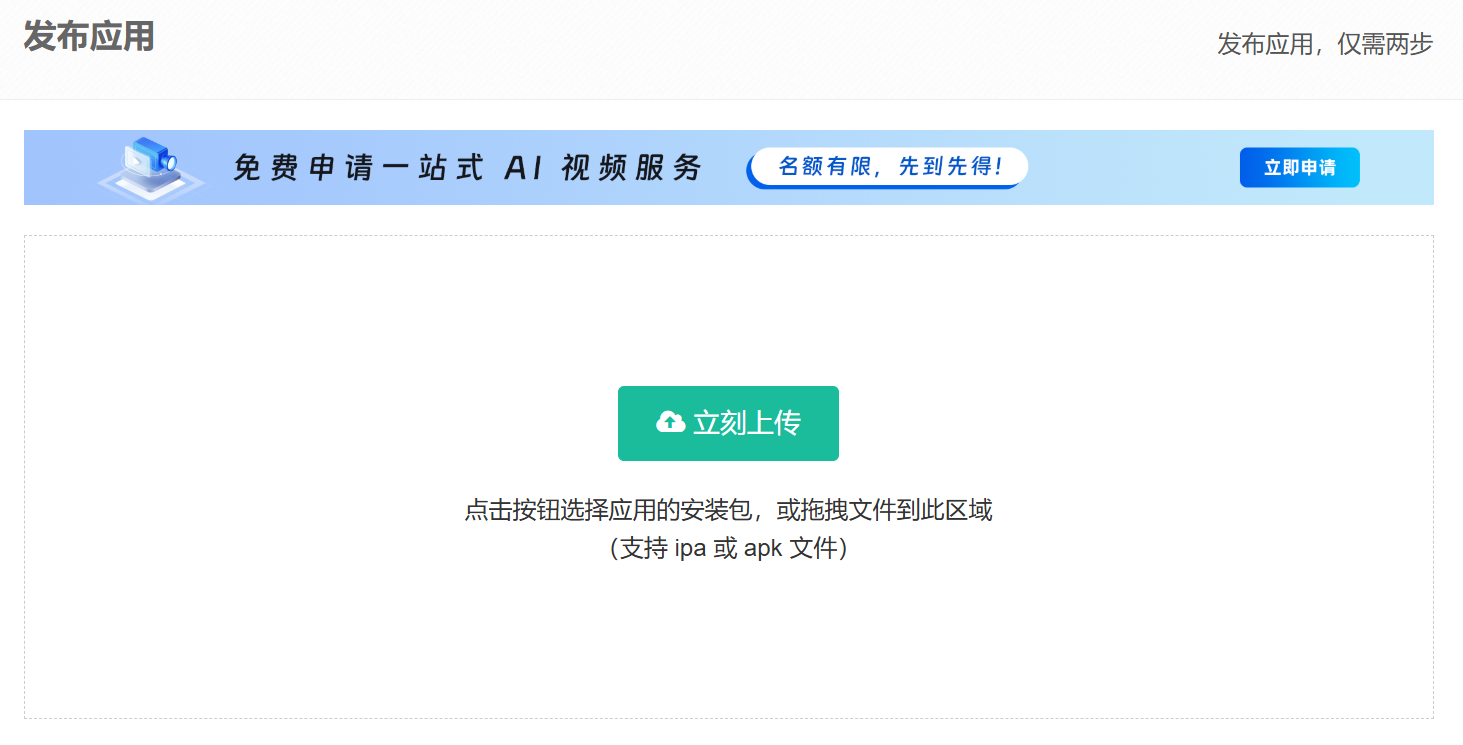 发布应用
发布应用，仅需两步
免费申请一站式 AI 视频服务
名额有限，先到先得!
立即申请
立刻上传
点击按钮选择应用的安装包，或拖拽文件到此区域
（支持 ipa 或 apk 文件）